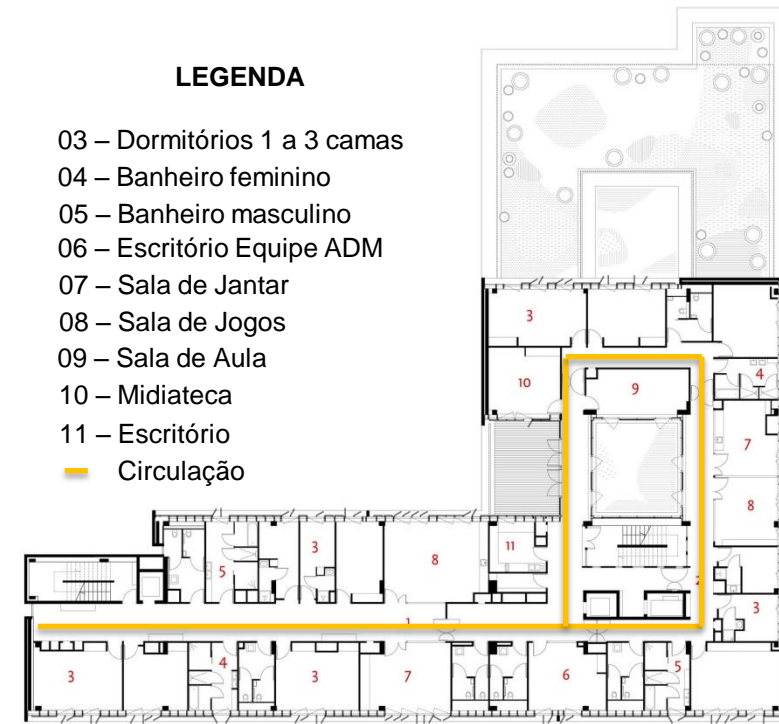 LEGENDA
03 – Dormitórios 1 a 3 camas
04 – Banheiro feminino
05 – Banheiro masculino
06 – Escritório Equipe ADM
07 – Sala de Jantar
08 – Sala de Jogos
09 – Sala de Aula
10 – Midiateca
11 – Escritório
Circulação
3
10
9
4
7
8
3
11
8
5
2
3
1
3
4
3
7
6
5